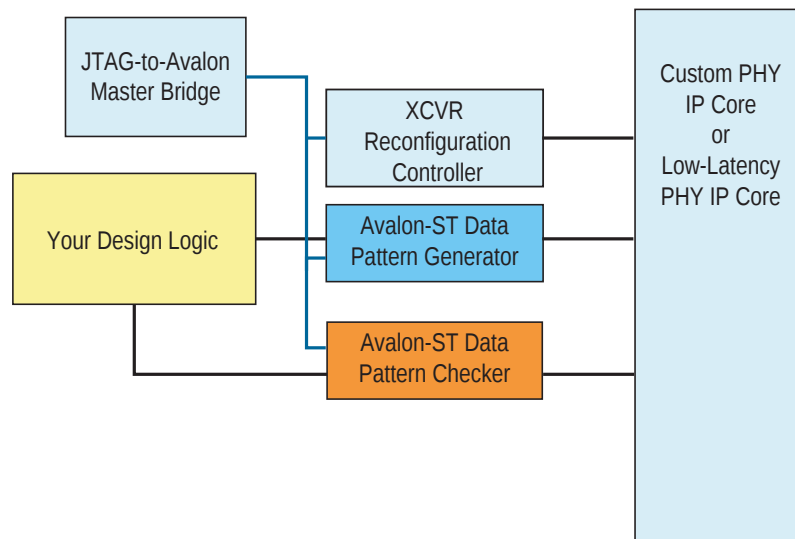 JTAG-to-Avalon
Master Bridge
XCVR
Reconfiguration
Controller
Custom PHY
IP Core
or
Low-Latency
PHY IP Core
Your Design Logic
Avalon-ST Data
Pattern Generator
Avalon-ST Data
Pattern Checker